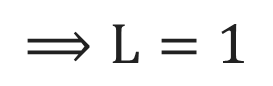 ⟹ L = 1